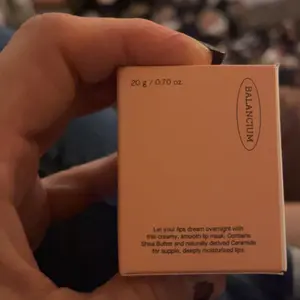 20 g / 0.70 oz.
BALANCIUM
Let your lips dream overnight with
this creamy, smooth lip mask. Contains
Shea Butter and naturally derived Ceramide
for supple, deeply moisturised lips.